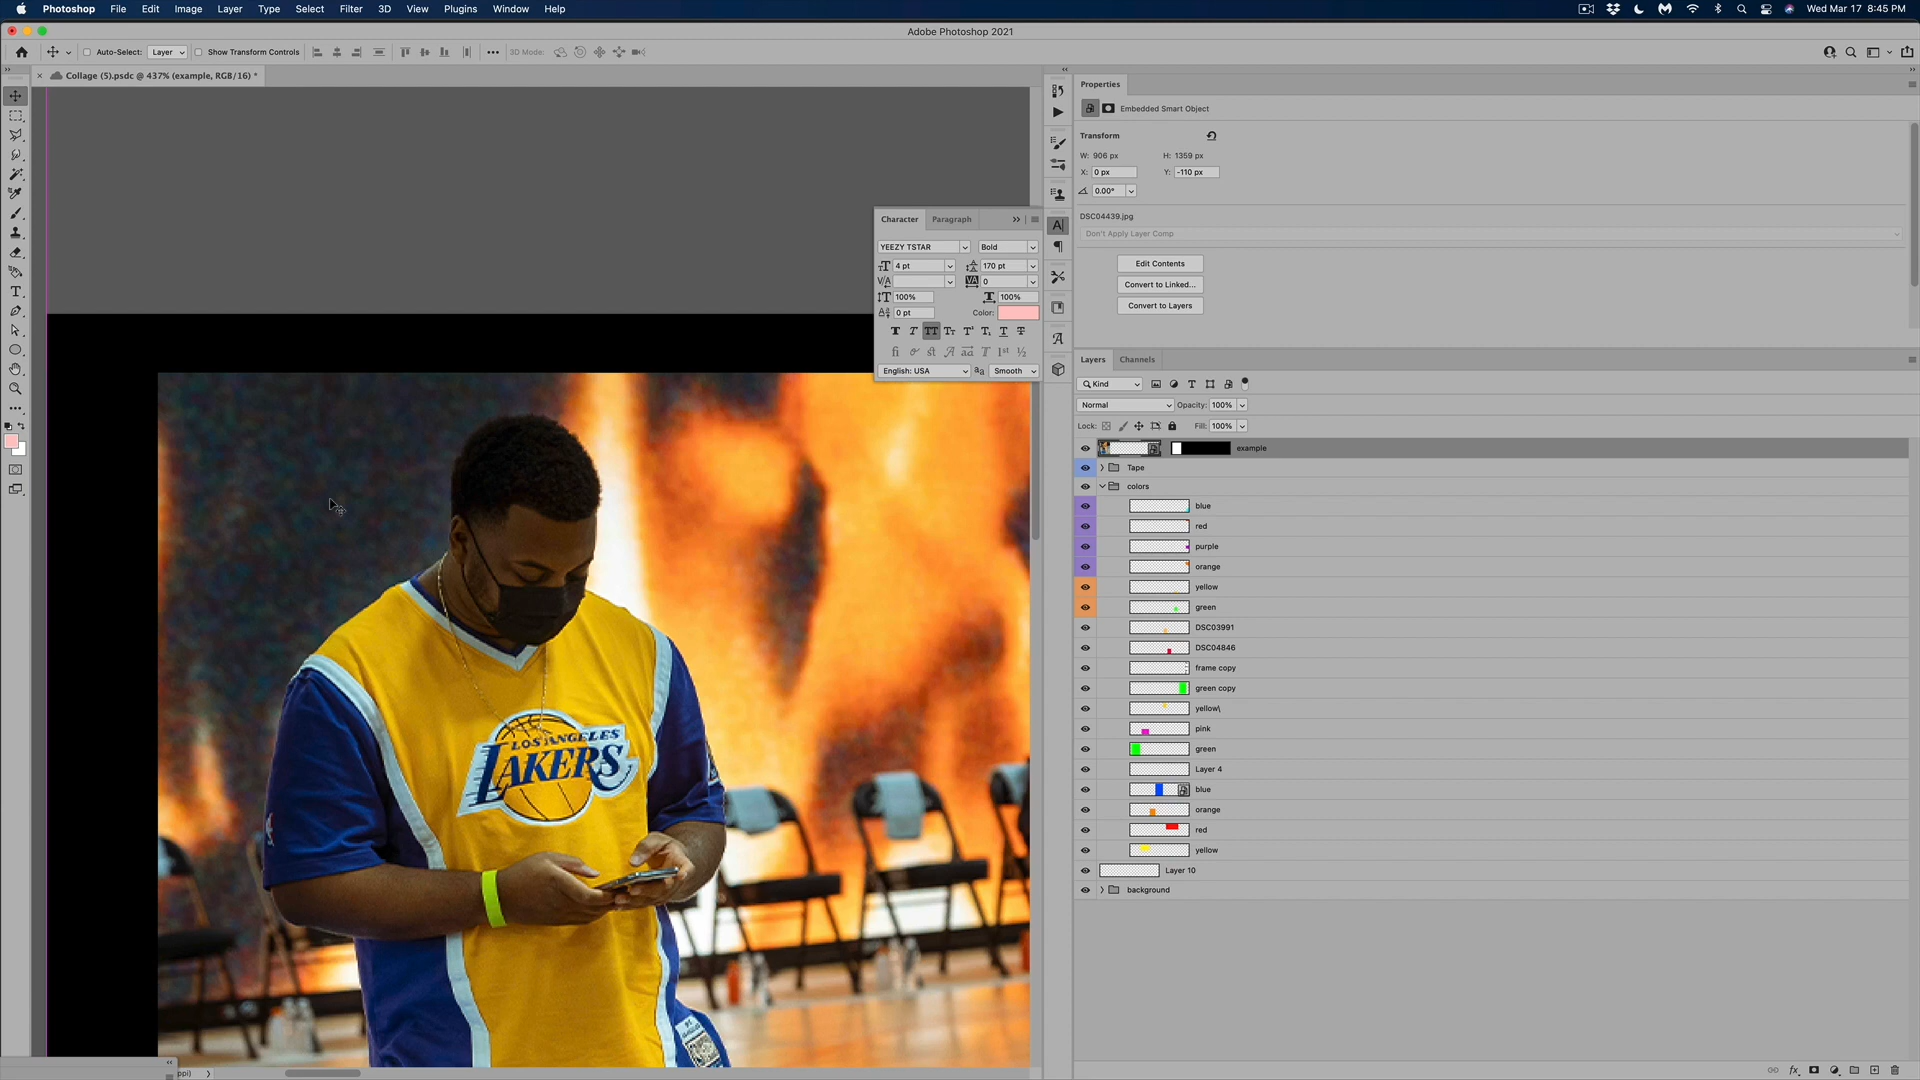 Photoshop File Edit Image Layer Type Select Filter 3D View Plugins Window Help Wed Mar 17 8:45 PM
Adobe Photoshop 2021
Auto-Select: Layer Show Transform Controls 3D Mode:
Collage (5).psdc @ 437% (example, RGB/16) *
Properties
Embedded Smart Object
Transform
W: 906 px H: 1359 px
X: 0 px Y: -110 px
0.00°
DSC04439.jpg
Don't Apply Layer Comp
Edit Contents
Convert to Linked...
Convert to Layers
Character Paragraph
YEEZY TSTAR Bold
4 pt 170 pt
0
100% 100%
0 pt Color:
English: USA Smooth
Layers Channels
Kind
Normal Opacity: 100%
Lock: Fill: 100%
example
Tape
colors
blue
red
purple
orange
yellow
green
DSC03991
DSC04846
frame copy
green copy
yellow\
pink
green
Layer 4
blue
orange
red
yellow
Layer 10
background
LOS ANGELES
LAKERS
ppi)